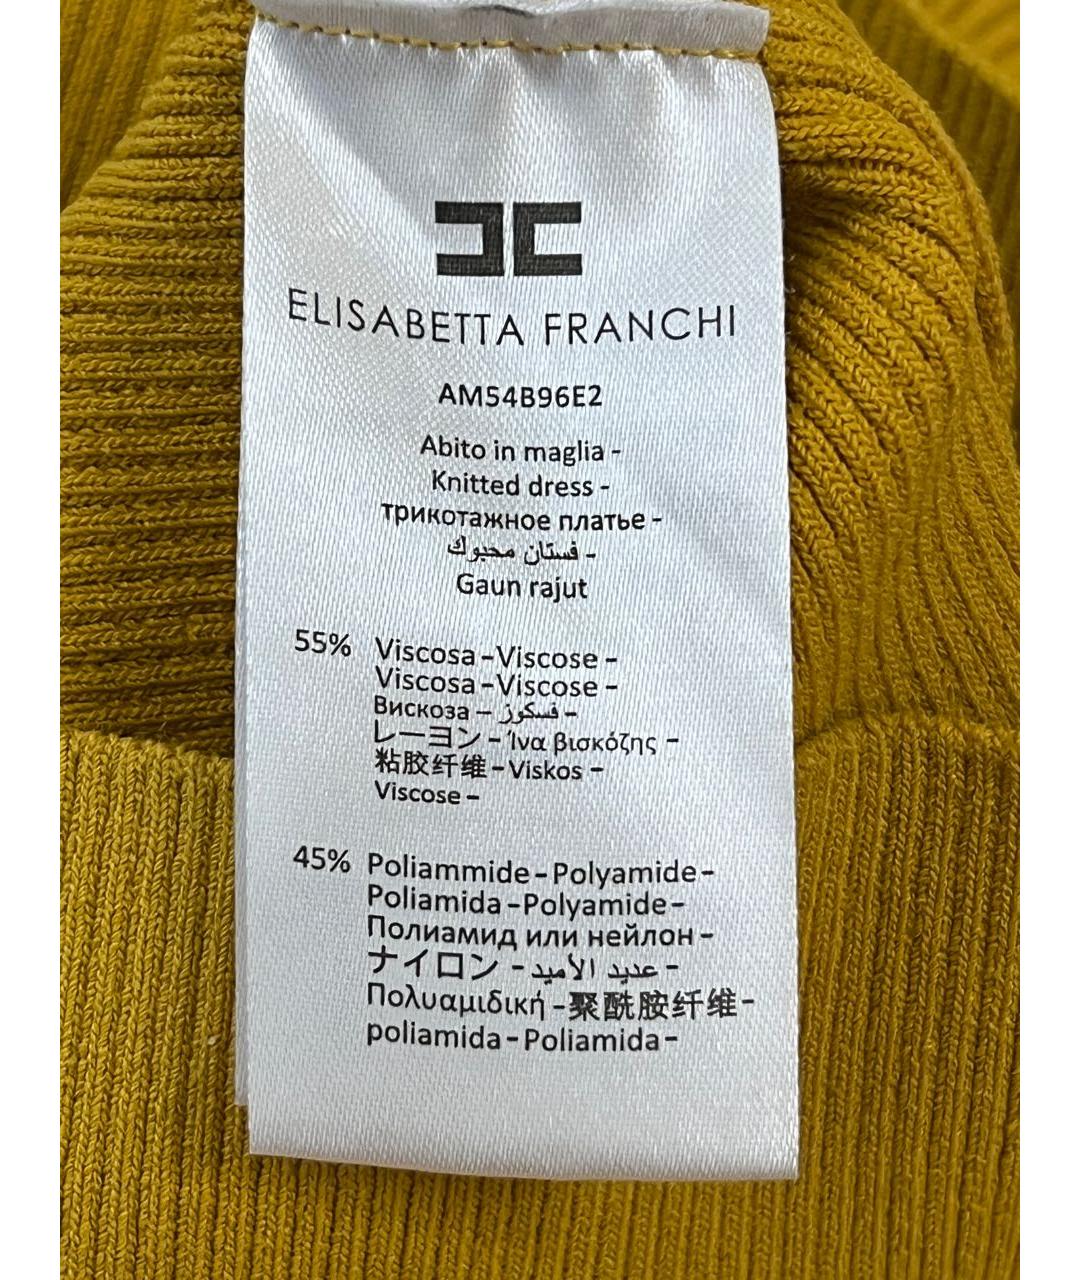 ELISABETTA FRANCHI
AM54B96E2
Abito in maglia -
Knitted dress -
трикотажное платье -
فستان محبوك -
Gaun rajut
55% Viscosa - Viscose -
Viscosa - Viscose -
Вискоза - فسكوز -
レーヨン - Ίνα βισκόζης -
粘胶纤维 - Viskos -
Viscose -
45% Poliammide - Polyamide -
Poliamida - Polyamide -
Полиамид или нейлон -
ナイロン - عديد الأميد -
Πολυαμιδική - 聚酰胺纤维 -
poliamida - Poliamida -